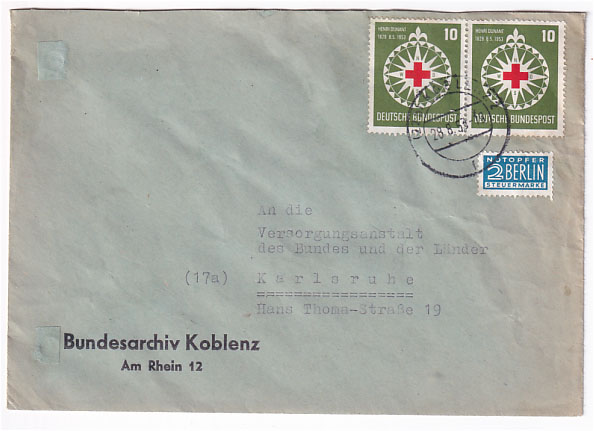 HENRI DUNANT
1828 8.5. 1953
10
DEUTSCHE BUNDESPOST
HENRI DUNANT
1828 8.5. 1953
10
DEUTSCHE BUNDESPOST
NOTOPFER
2 BERLIN
STEUERMARKE
An die
Versorgungsanstalt
des Bundes und der Länder
(17a) Karlsruhe
Hans Thoma-Straße 19
Bundesarchiv Koblenz
Am Rhein 12